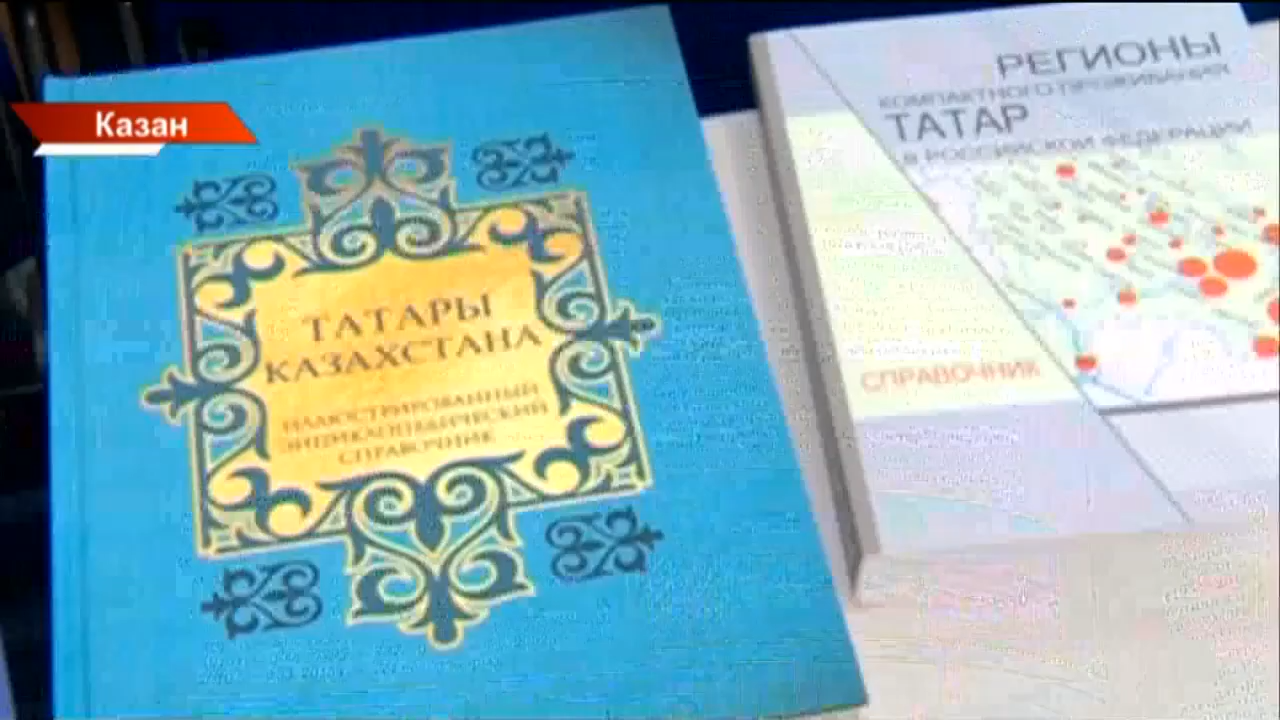 Казан
ТАТАРЫ
КАЗАХСТАНА
ИЛЛЮСТРИРОВАННЫЙ
ЭНЦИКЛОПЕДИЧЕСКИЙ
СПРАВОЧНИК
РЕГИОНЫ
КОМПАКТНОГО ПРОЖИВАНИЯ
ТАТАР
В РОССИЙСКОЙ ФЕДЕРАЦИИ
СПРАВОЧНИК